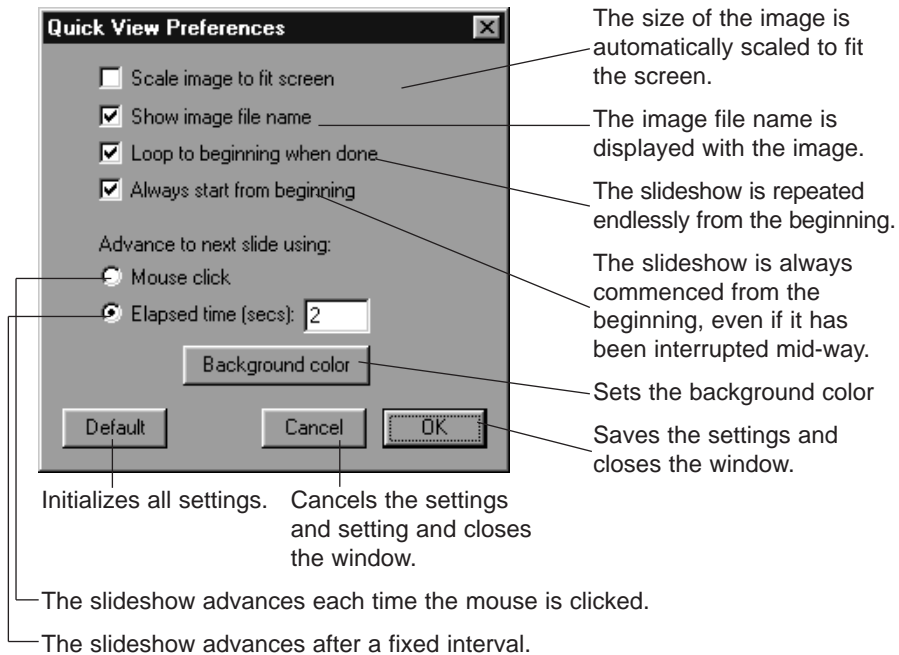 Quick View Preferences
Scale image to fit screen
Show image file name
Loop to beginning when done
Always start from beginning
Advance to next slide using:
Mouse click
Elapsed time (secs): 2
Background color
Default
Cancel
OK
The size of the image is
automatically scaled to fit
the screen.
The image file name is
displayed with the image.
The slideshow is repeated
endlessly from the beginning.
The slideshow is always
commenced from the
beginning, even if it has
been interrupted mid-way.
Sets the background color
Saves the settings and
closes the window.
Initializes all settings.
Cancels the settings
and setting and closes
the window.
The slideshow advances each time the mouse is clicked.
The slideshow advances after a fixed interval.